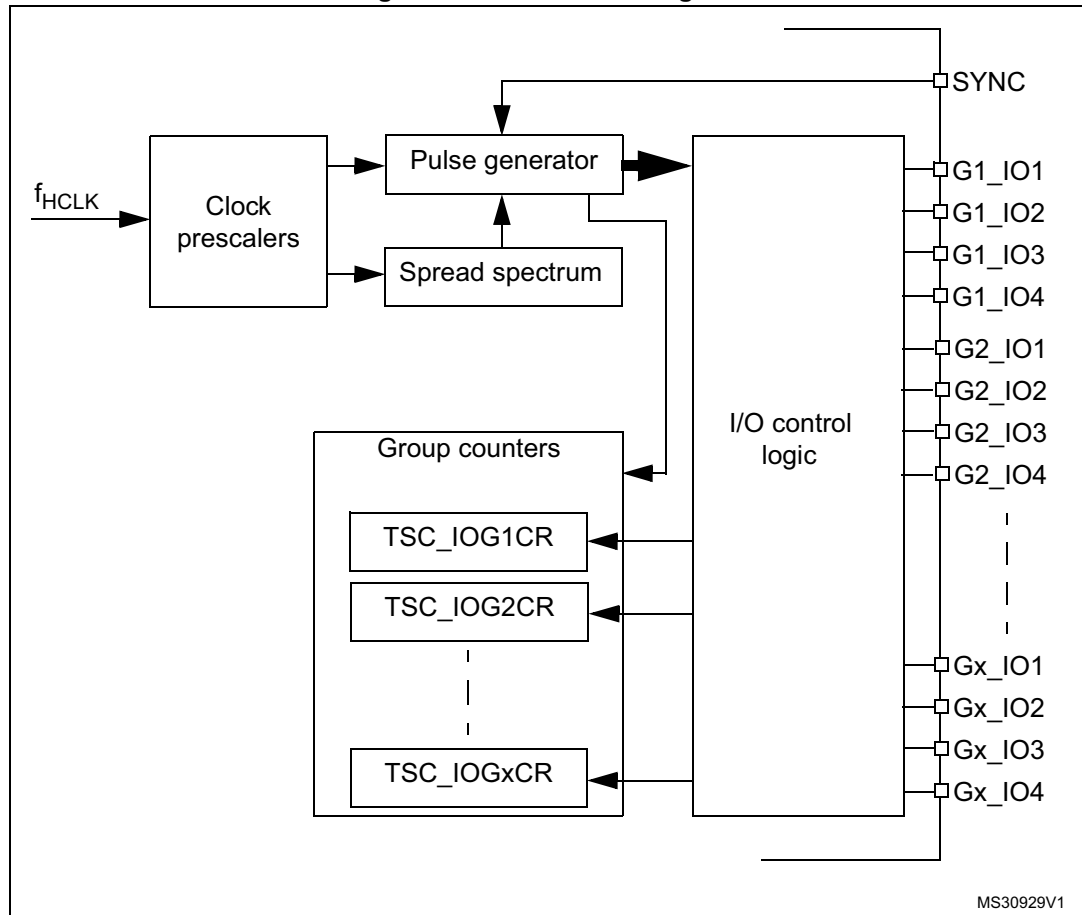 SYNC
Pulse generator
fHCLK
Clock
prescalers
Spread spectrum
G1_IO1
G1_IO2
G1_IO3
G1_IO4
G2_IO1
G2_IO2
G2_IO3
G2_IO4
I/O control
logic
Group counters
TSC_IOG1CR
TSC_IOG2CR
TSC_IOGxCR
Gx_IO1
Gx_IO2
Gx_IO3
Gx_IO4
MS30929V1